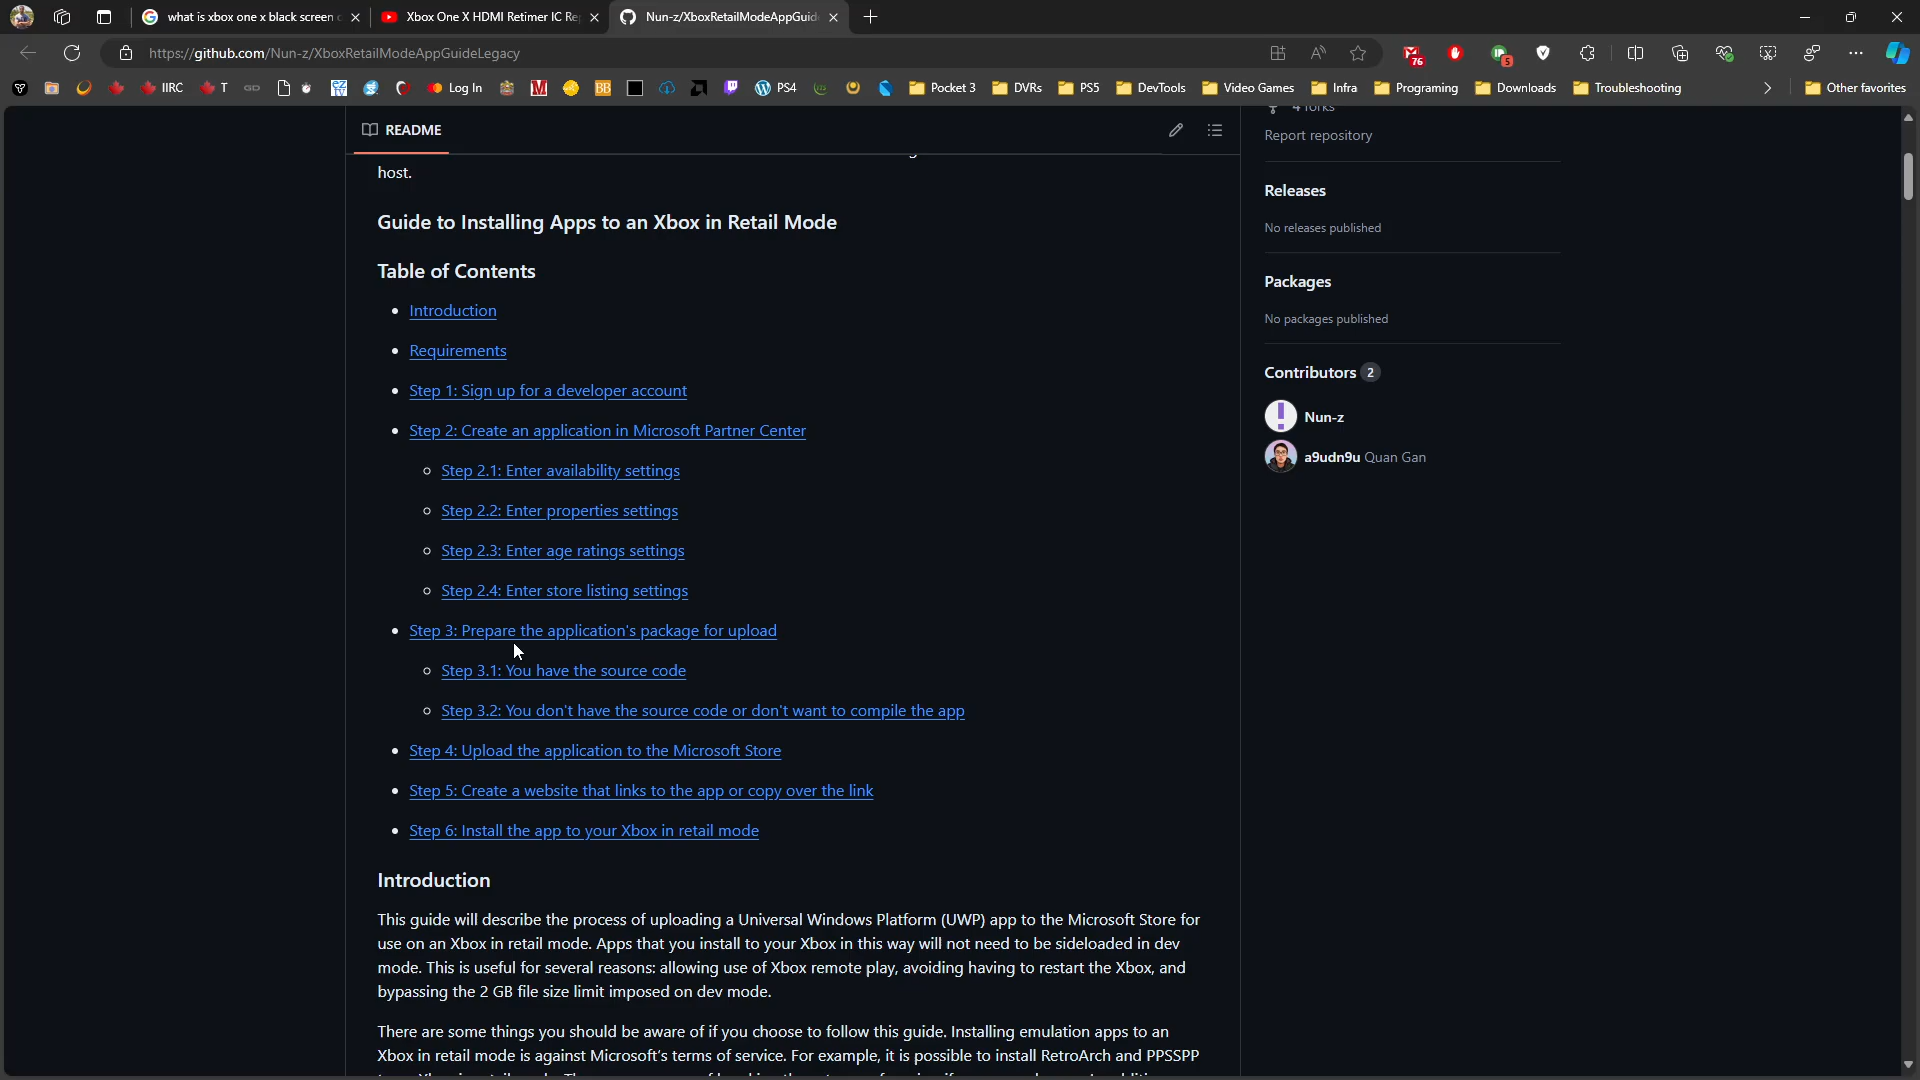 what is xbox one x black screen
Xbox One X HDMI Retimer IC Re
Nun-z/XboxRetailModeAppGuid
https://github.com/Nun-z/XboxRetailModeAppGuideLegacy
76
5
IIRC
T
GD
Log In
BB
PS4
Pocket 3
DVRs
PS5
DevTools
Video Games
Infra
Programing
Downloads
Troubleshooting
Other favorites
README
host.
Guide to Installing Apps to an Xbox in Retail Mode
Table of Contents
Introduction
Requirements
Step 1: Sign up for a developer account
Step 2: Create an application in Microsoft Partner Center
Step 2.1: Enter availability settings
Step 2.2: Enter properties settings
Step 2.3: Enter age ratings settings
Step 2.4: Enter store listing settings
Step 3: Prepare the application's package for upload
Step 3.1: You have the source code
Step 3.2: You don't have the source code or don't want to compile the app
Step 4: Upload the application to the Microsoft Store
Step 5: Create a website that links to the app or copy over the link
Step 6: Install the app to your Xbox in retail mode
Introduction
This guide will describe the process of uploading a Universal Windows Platform (UWP) app to the Microsoft Store for
use on an Xbox in retail mode. Apps that you install to your Xbox in this way will not need to be sideloaded in dev
mode. This is useful for several reasons: allowing use of Xbox remote play, avoiding having to restart the Xbox, and
bypassing the 2 GB file size limit imposed on dev mode.
There are some things you should be aware of if you choose to follow this guide. Installing emulation apps to an
Xbox in retail mode is against Microsoft's terms of service. For example, it is possible to install RetroArch and PPSSPP
4 forks
Report repository
Releases
No releases published
Packages
No packages published
Contributors 2
Nun-z
a9udn9u Quan Gan